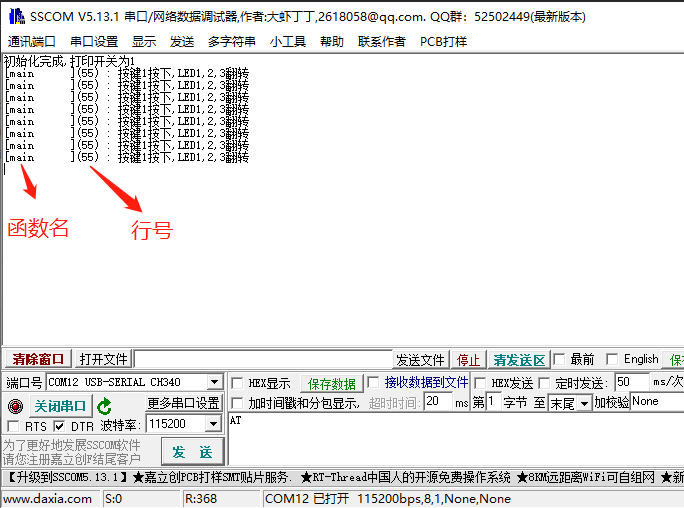 SSCOM V5.13.1 串口/网络数据调试器,作者:大虾丁丁,2618058@qq.com. QQ群：52502449(最新版本)
通讯端口 串口设置 显示 发送 多字符串 小工具 帮助 联系作者 PCB打样
初始化完成,打印开关为1
[main ](55) : 按键1按下,LED1,2,3翻转
[main ](55) : 按键1按下,LED1,2,3翻转
[main ](55) : 按键1按下,LED1,2,3翻转
[main ](55) : 按键1按下,LED1,2,3翻转
[main ](55) : 按键1按下,LED1,2,3翻转
[main ](55) : 按键1按下,LED1,2,3翻转
[main ](55) : 按键1按下,LED1,2,3翻转
[main ](55) : 按键1按下,LED1,2,3翻转
函数名 行号
清除窗口 打开文件 发送文件 停止 清发送区 最前 English 保
端口号 COM12 USB-SERIAL CH340 HEX显示 保存数据 接收数据到文件 HEX发送 定时发送: 50 ms/次
关闭串口 更多串口设置 加时间戳和分包显示, 超时时间: 20 ms 第1 字节 至 末尾 加校验 None
RTS DTR 波特率: 115200 AT
为了更好地发展SSCOM软件
请您注册嘉立创F结尾客户
发 送
【升级到SSCOM5.13.1】★嘉立创PCB打样SMT贴片服务. ★RT-Thread中国人的开源免费操作系统 ★8KM远距离WiFi可自组网 ★新
www.daxia.com S:0 R:368 COM12 已打开 115200bps,8,1,None,None